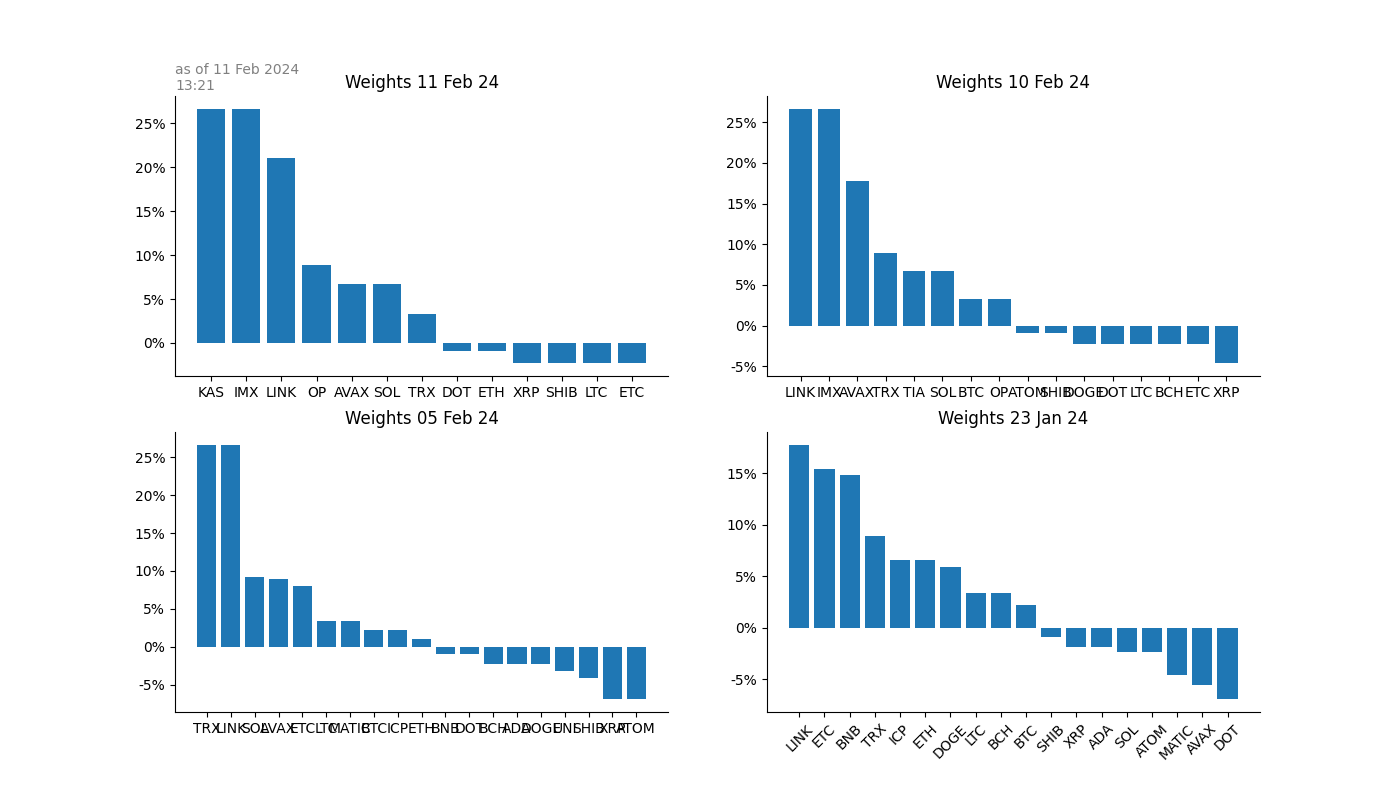 as of 11 Feb 2024
13:21
Weights 11 Feb 24
25%
20%
15%
10%
5%
0%
KAS IMX LINK OP AVAX SOL TRX DOT ETH XRP SHIB LTC ETC
Weights 10 Feb 24
25%
20%
15%
10%
5%
0%
-5%
LINK IMX AVAX TRX TIA SOL BTC OP ATOM SHIB DOGE DOT LTC BCH ETC XRP
Weights 05 Feb 24
25%
20%
15%
10%
5%
0%
-5%
TRX LINK SOL AVAX ETC LTC MATIC BTC ICP ETH BNB DOT BCH ADA DOGE UNI SHIB XRP ATOM
Weights 23 Jan 24
15%
10%
5%
0%
-5%
LINK ETC BNB TRX ICP ETH DOGE LTC BCH BTC SHIB XRP ADA SOL ATOM MATIC AVAX DOT